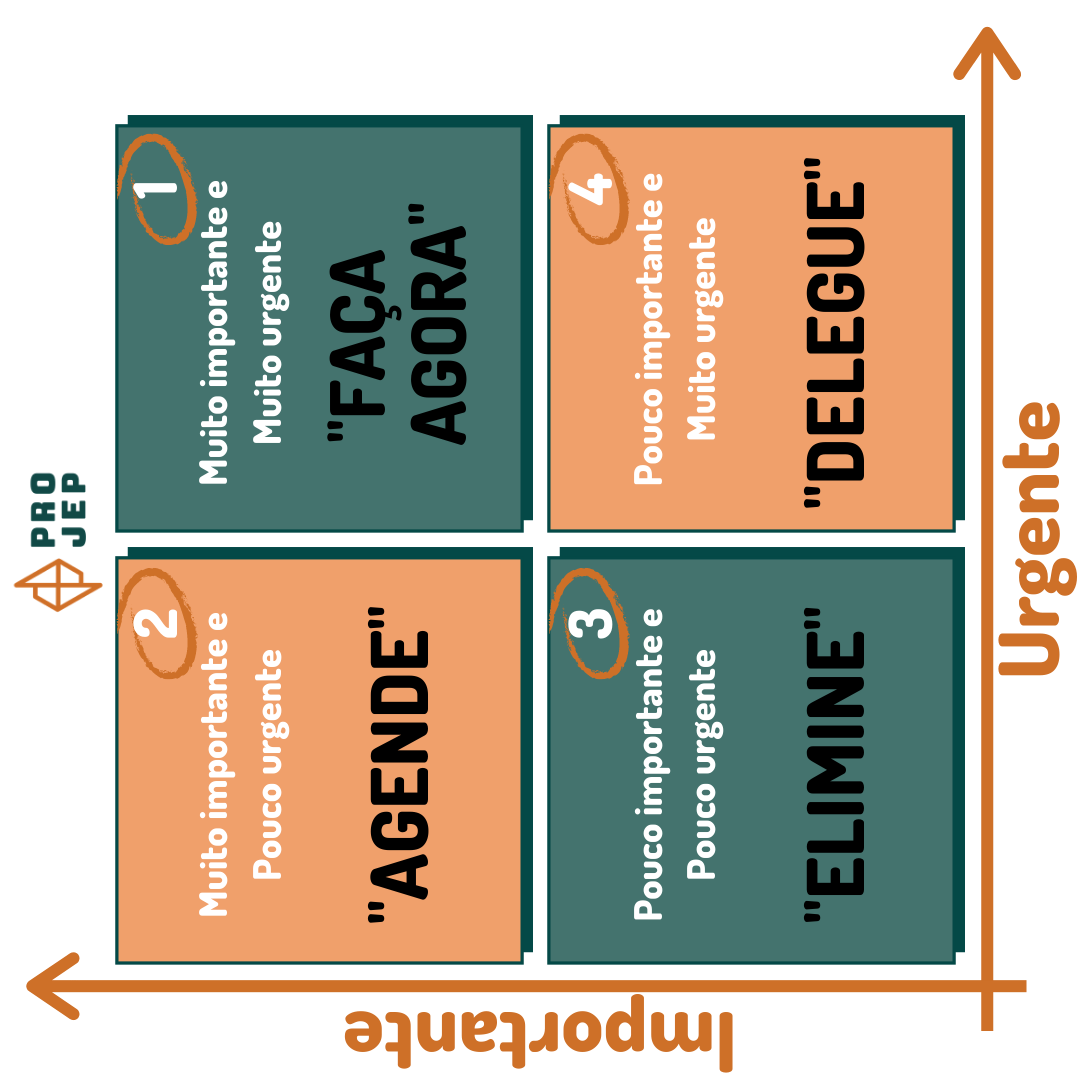 PRO
JEP
Importante
2
Muito importante e
Pouco urgente
"AGENDE"
1
Muito importante e
Muito urgente
"FAÇA
AGORA"
3
Pouco importante e
Pouco urgente
"ELIMINE"
4
Pouco importante e
Muito urgente
"DELEGUE"
Urgente